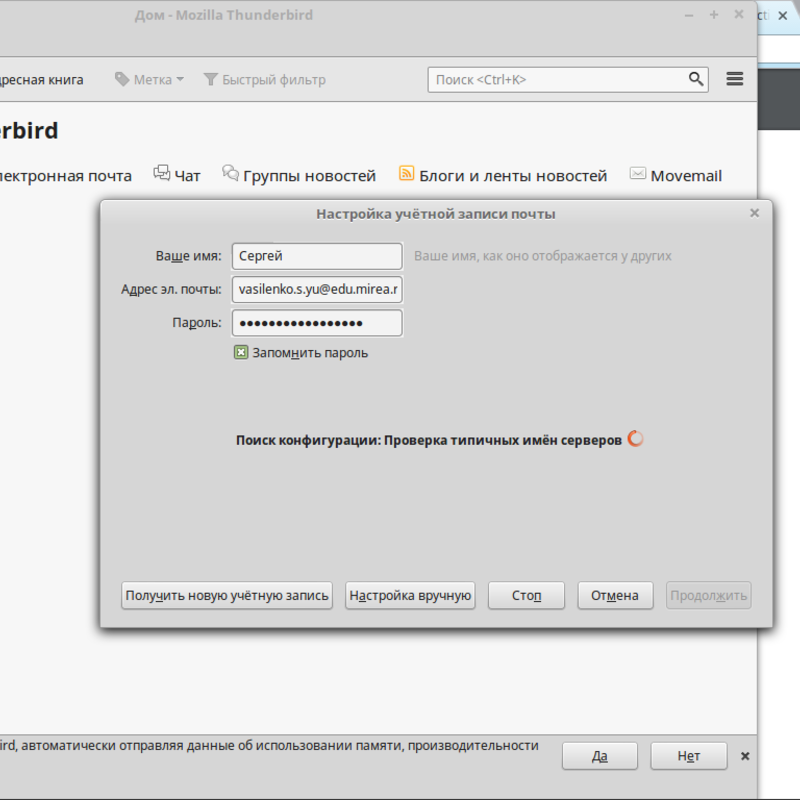 Дом - Mozilla Thunderbird
ресная книга Метка Быстрый фильтр Поиск <Ctrl+K>
rbird
лектронная почта Чат Группы новостей Блоги и ленты новостей Movemail
Настройка учётной записи почты
Ваше имя: Сергей Ваше имя, как оно отображается у других
Адрес эл. почты: vasilenko.s.yu@edu.mirea.r
Пароль: •••••••••••••••••
Запомнить пароль
Поиск конфигурации: Проверка типичных имён серверов
Получить новую учётную запись Настройка вручную Стоп Отмена Продолжить
ird, автоматически отправляя данные об использовании памяти, производительности
Да Нет